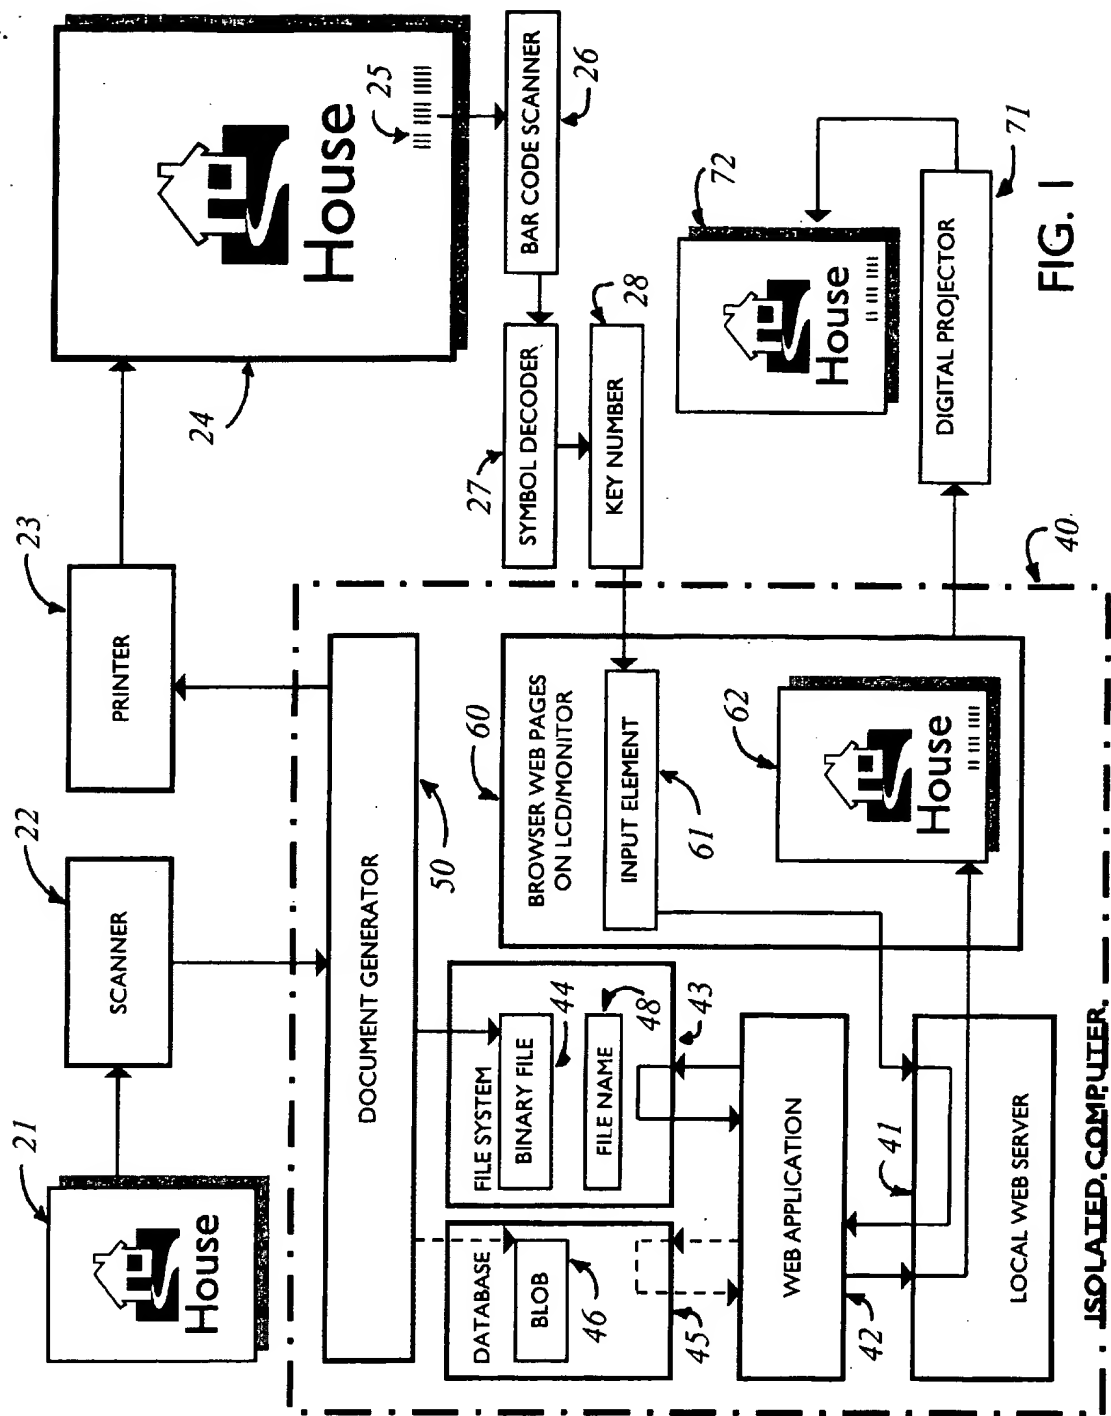 21
House
SCANNER
22
PRINTER
23
24
House
25
BAR CODE SCANNER
26
SYMBOL DECODER
27
KEY NUMBER
28
DOCUMENT GENERATOR
50
DATABASE
BLOB
46
45
FILE SYSTEM
BINARY FILE
44
FILE NAME
48
43
BROWSER WEB PAGES
ON LCD/MONITOR
60
INPUT ELEMENT
61
62
House
WEB APPLICATION
42
41
LOCAL WEB SERVER
ISOLATED COMPUTER
40
72
House
DIGITAL PROJECTOR
71
FIG. 1